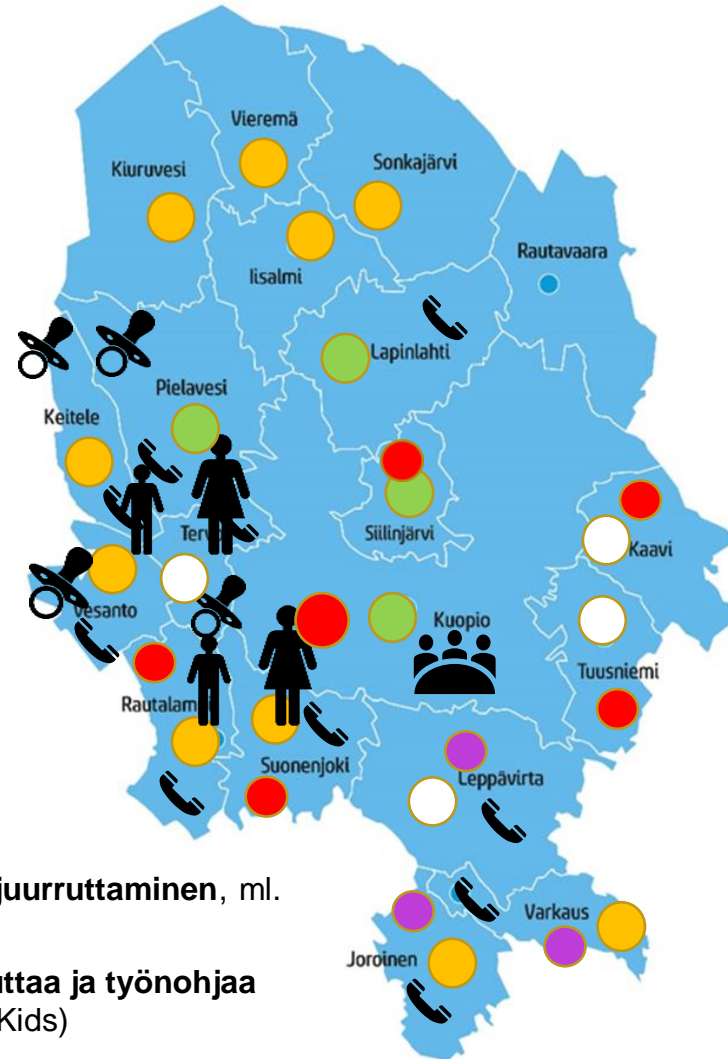 Vieremä
Kiuruvesi
Sonkajärvi
Rautavaara
Iisalmi
Lapinlahti
Pielavesi
Keitele
Siilinjärvi
Kaavi
Vesanto
Kuopio
Tuusniemi
Suonenjoki
Leppävirta
juurruttaminen, ml.
Varkaus
Joroinen
uttaa ja työnohjaa
Kids)